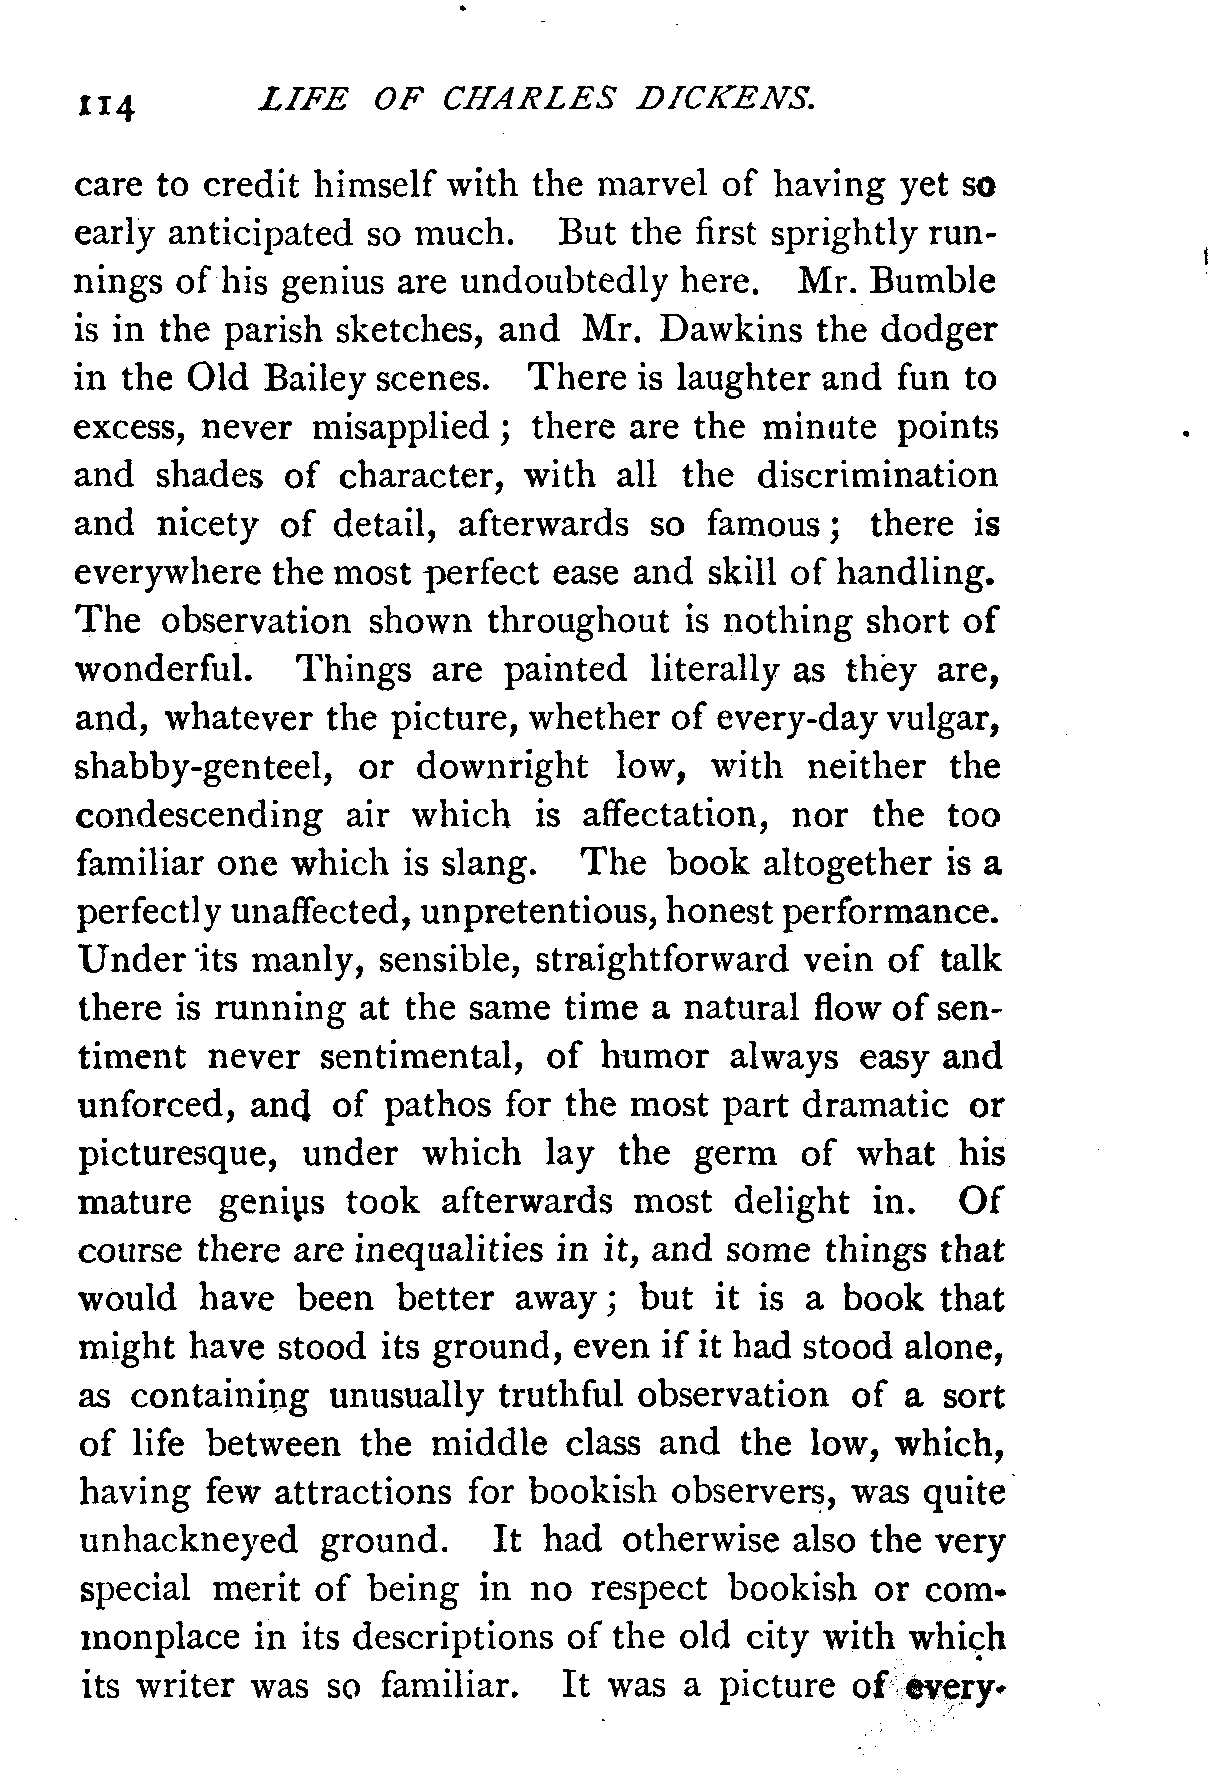 114 LIFE OF CHARLES DICKENS.
care to credit himself with the marvel of having yet so
early anticipated so much. But the first sprightly run-
nings of his genius are undoubtedly here. Mr. Bumble
is in the parish sketches, and Mr. Dawkins the dodger
in the Old Bailey scenes. There is laughter and fun to
excess, never misapplied ; there are the minute points
and shades of character, with all the discrimination
and nicety of detail, afterwards so famous ; there is
everywhere the most perfect ease and skill of handling.
The observation shown throughout is nothing short of
wonderful. Things are painted literally as they are,
and, whatever the picture, whether of every-day vulgar,
shabby-genteel, or downright low, with neither the
condescending air which is affectation, nor the too
familiar one which is slang. The book altogether is a
perfectly unaffected, unpretentious, honest performance.
Under its manly, sensible, straightforward vein of talk
there is running at the same time a natural flow of sen-
timent never sentimental, of humor always easy and
unforced, and of pathos for the most part dramatic or
picturesque, under which lay the germ of what his
mature genius took afterwards most delight in. Of
course there are inequalities in it, and some things that
would have been better away ; but it is a book that
might have stood its ground, even if it had stood alone,
as containing unusually truthful observation of a sort
of life between the middle class and the low, which,
having few attractions for bookish observers, was quite
unhackneyed ground. It had otherwise also the very
special merit of being in no respect bookish or com-
monplace in its descriptions of the old city with which
its writer was so familiar. It was a picture of every-